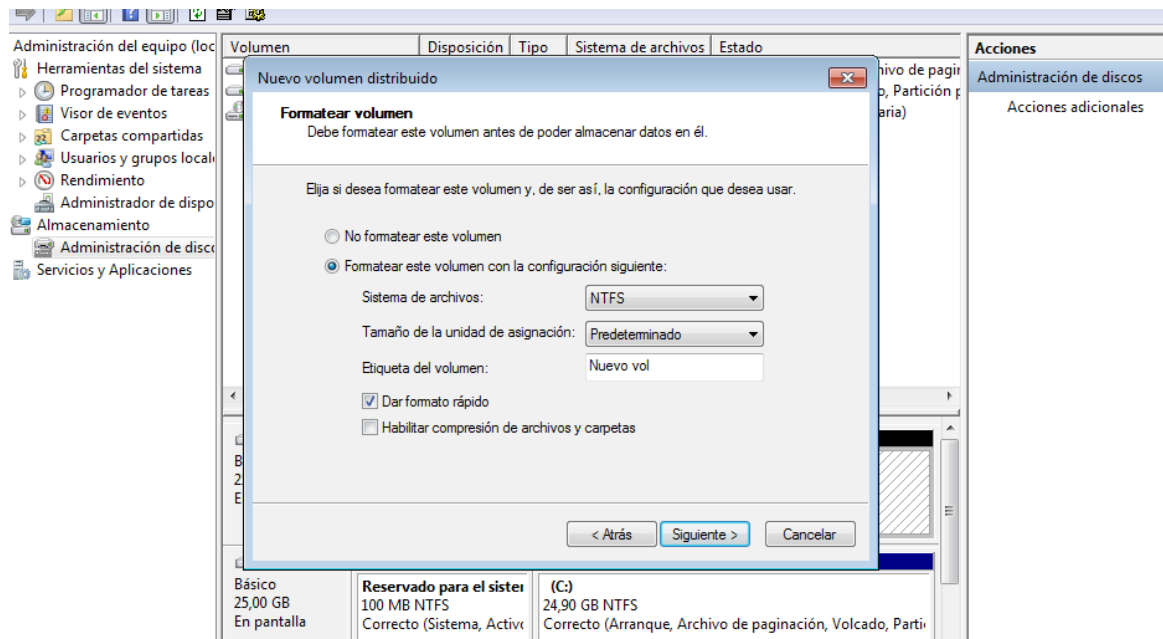 Administración del equipo (loc
Herramientas del sistema
Programador de tareas
Visor de eventos
Carpetas compartidas
Usuarios y grupos local
Rendimiento
Administrador de dispo
Almacenamiento
Administración de disc
Servicios y Aplicaciones
Volumen Disposición Tipo Sistema de archivos Estado
hivo de pagin
o, Partición p
aria)
Nuevo volumen distribuido
Formatear volumen
Debe formatear este volumen antes de poder almacenar datos en él.
Elija si desea formatear este volumen y, de ser así, la configuración que desea usar.
No formatear este volumen
Formatear este volumen con la configuración siguiente:
Sistema de archivos: NTFS
Tamaño de la unidad de asignación: Predeterminado
Etiqueta del volumen: Nuevo vol
Dar formato rápido
Habilitar compresión de archivos y carpetas
< Atrás Siguiente > Cancelar
B
2
E
Básico
25,00 GB
En pantalla
Reservado para el sister
100 MB NTFS
Correcto (Sistema, Activo
(C:)
24,90 GB NTFS
Correcto (Arranque, Archivo de paginación, Volcado, Parti
Acciones
Administración de discos
Acciones adicionales